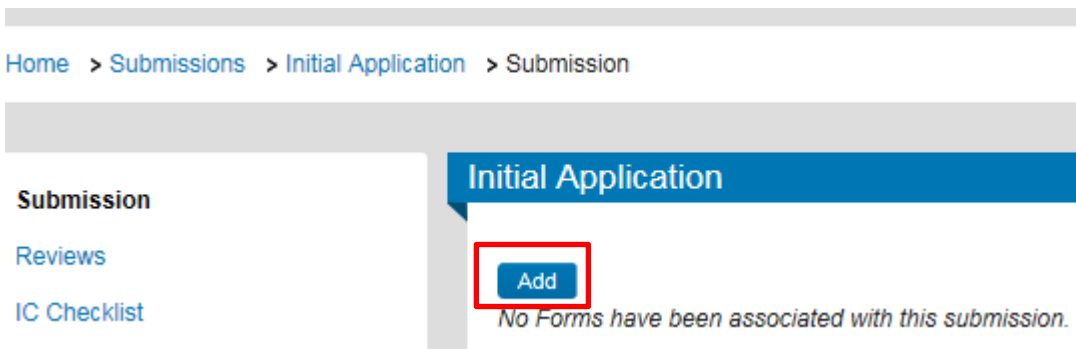 Home > Submissions > Initial Application > Submission
Submission
Reviews
IC Checklist
Initial Application
Add
No Forms have been associated with this submission.